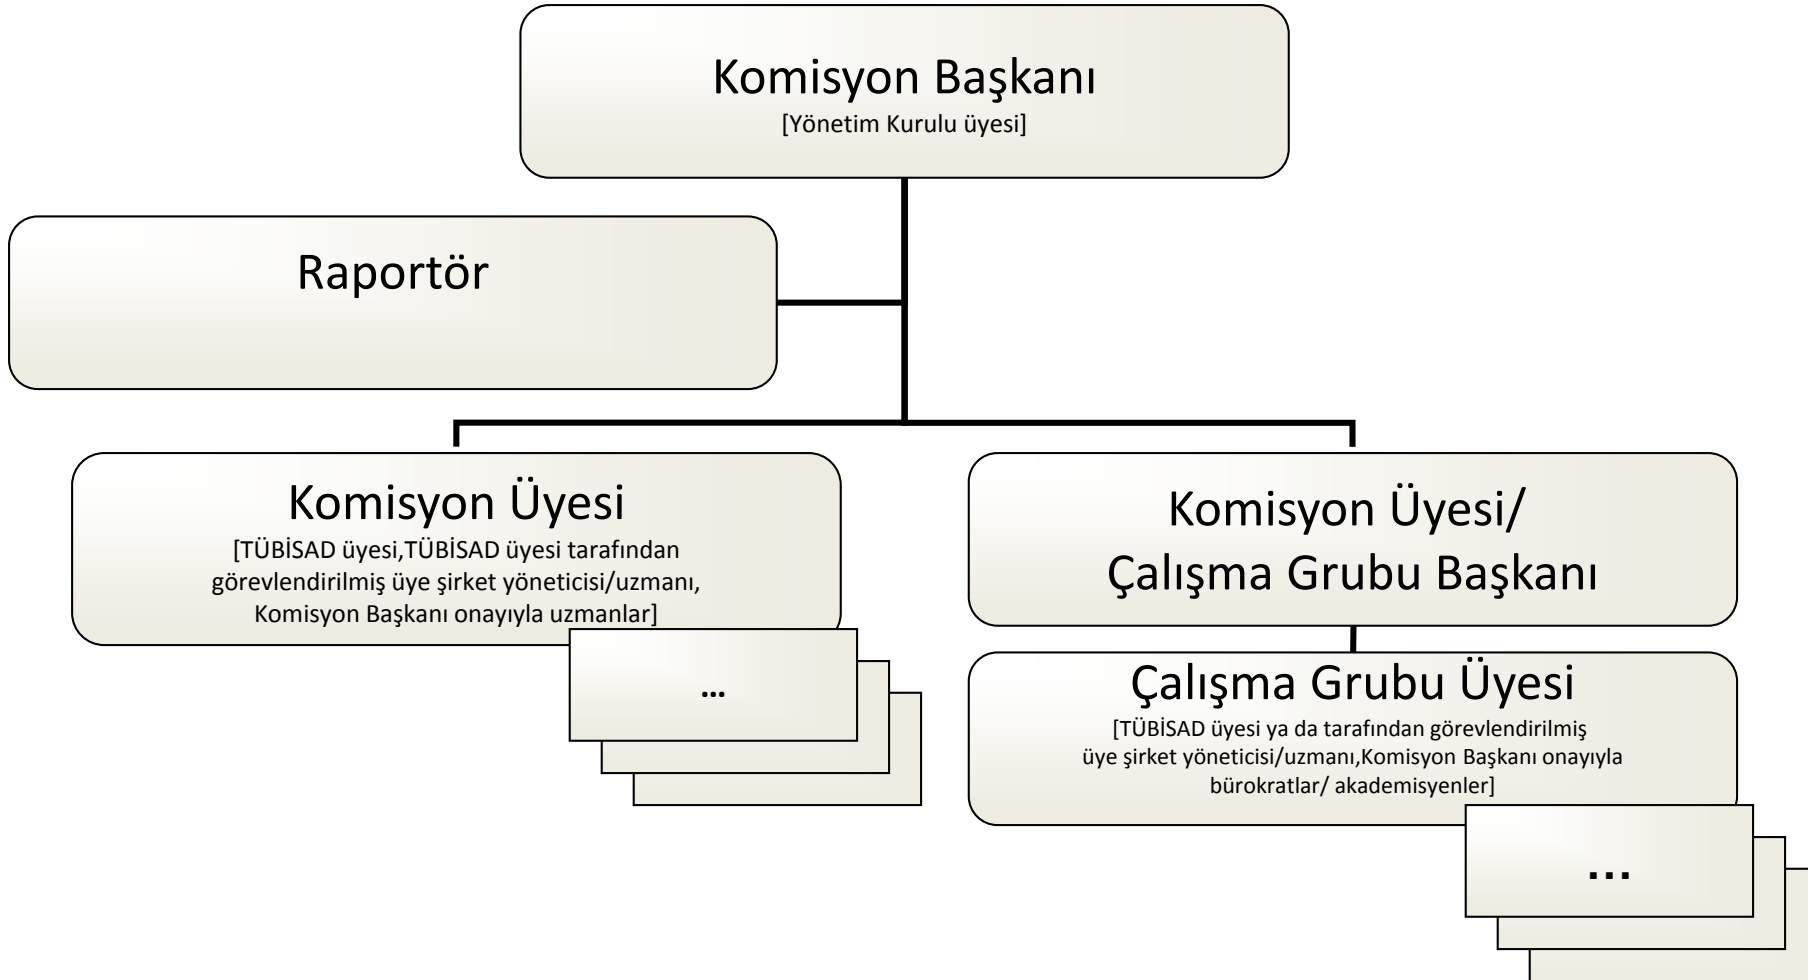 Komisyon Başkanı
[Yönetim Kurulu üyesi]
Raportör
Komisyon Üyesi
[TÜBİSAD üyesi,TÜBİSAD üyesi tarafından
görevlendirilmiş üye şirket yöneticisi/uzmanı,
Komisyon Başkanı onayıyla uzmanlar]
...
Komisyon Üyesi/
Çalışma Grubu Başkanı
Çalışma Grubu Üyesi
[TÜBİSAD üyesi ya da tarafından görevlendirilmiş
üye şirket yöneticisi/uzmanı,Komisyon Başkanı onayıyla
bürokratlar/ akademisyenler]
...